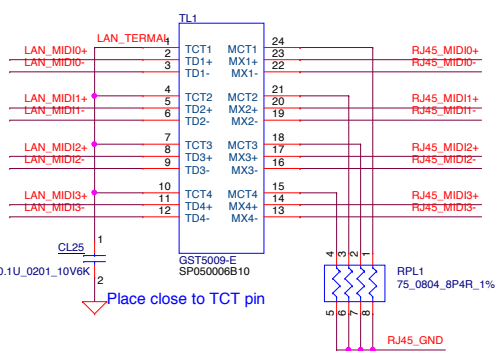 TL1
LAN_TERMAL 1 TCT1 MCT1 24
LAN_MIDI0+ 2 TD1+ MX1+ 23 RJ45_MIDI0+
LAN_MIDI0- 3 TD1- MX1- 22 RJ45_MIDI0-
4 TCT2 MCT2 21
LAN_MIDI1+ 5 TD2+ MX2+ 20 RJ45_MIDI1+
LAN_MIDI1- 6 TD2- MX2- 19 RJ45_MIDI1-
7 TCT3 MCT3 18
LAN_MIDI2+ 8 TD3+ MX3+ 17 RJ45_MIDI2+
LAN_MIDI2- 9 TD3- MX3- 16 RJ45_MIDI2-
10 TCT4 MCT4 15
LAN_MIDI3+ 11 TD4+ MX4+ 14 RJ45_MIDI3+
LAN_MIDI3- 12 TD4- MX4- 13 RJ45_MIDI3-
GST5009-E
SP050006B10
CL25
1
0.1U_0201_10V6K
2
Place close to TCT pin
4 3 2 1
RPL1
75_0804_8P4R_1%
5 6 7 8
RJ45_GND